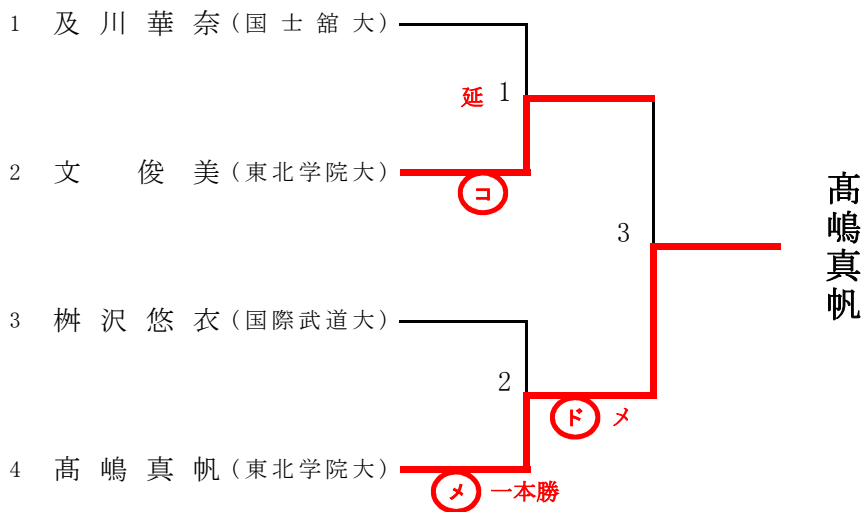 1 及川華奈(国士舘大)
延 1
2 文 俊美(東北学院大)
コ
髙嶋真帆
3
3 桝沢悠衣(国際武道大)
2
ド メ
4 髙嶋真帆(東北学院大)
メ 一本勝